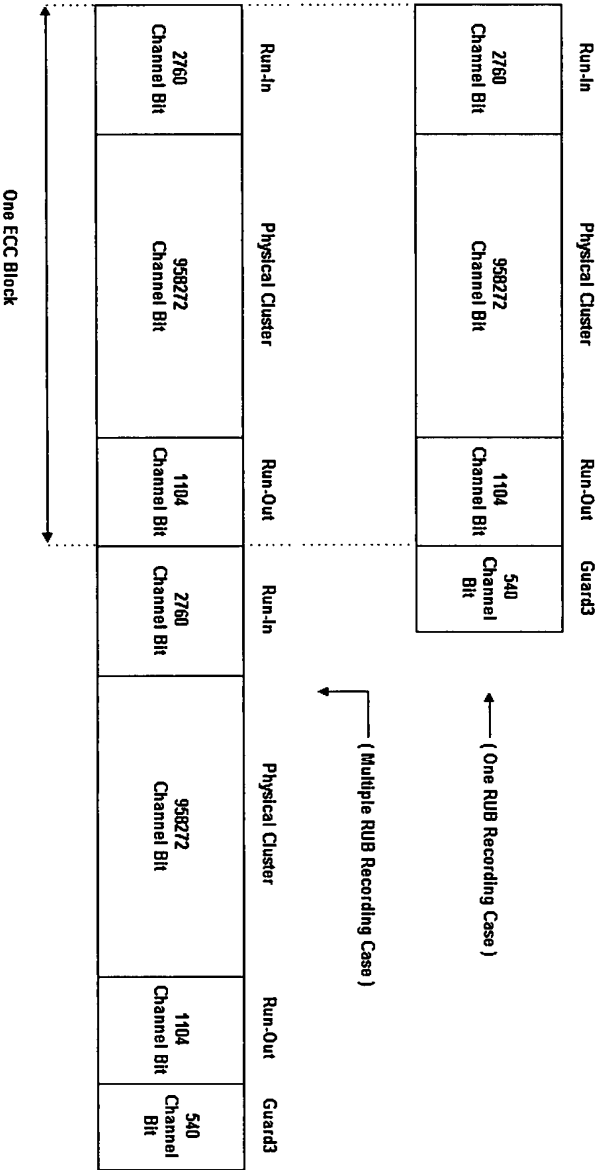 Run-In
Physical Cluster
Run-Out
Guard3
2760
Channel Bit
958272
Channel Bit
1104
Channel Bit
540
Channel
Bit
( One RUB Recording Case )
( Multiple RUB Recording Case )
Run-In
Physical Cluster
Run-Out
Run-In
Physical Cluster
Run-Out
Guard3
2760
Channel Bit
958272
Channel Bit
1104
Channel Bit
2760
Channel Bit
958272
Channel Bit
1104
Channel Bit
540
Channel
Bit
One ECC Block